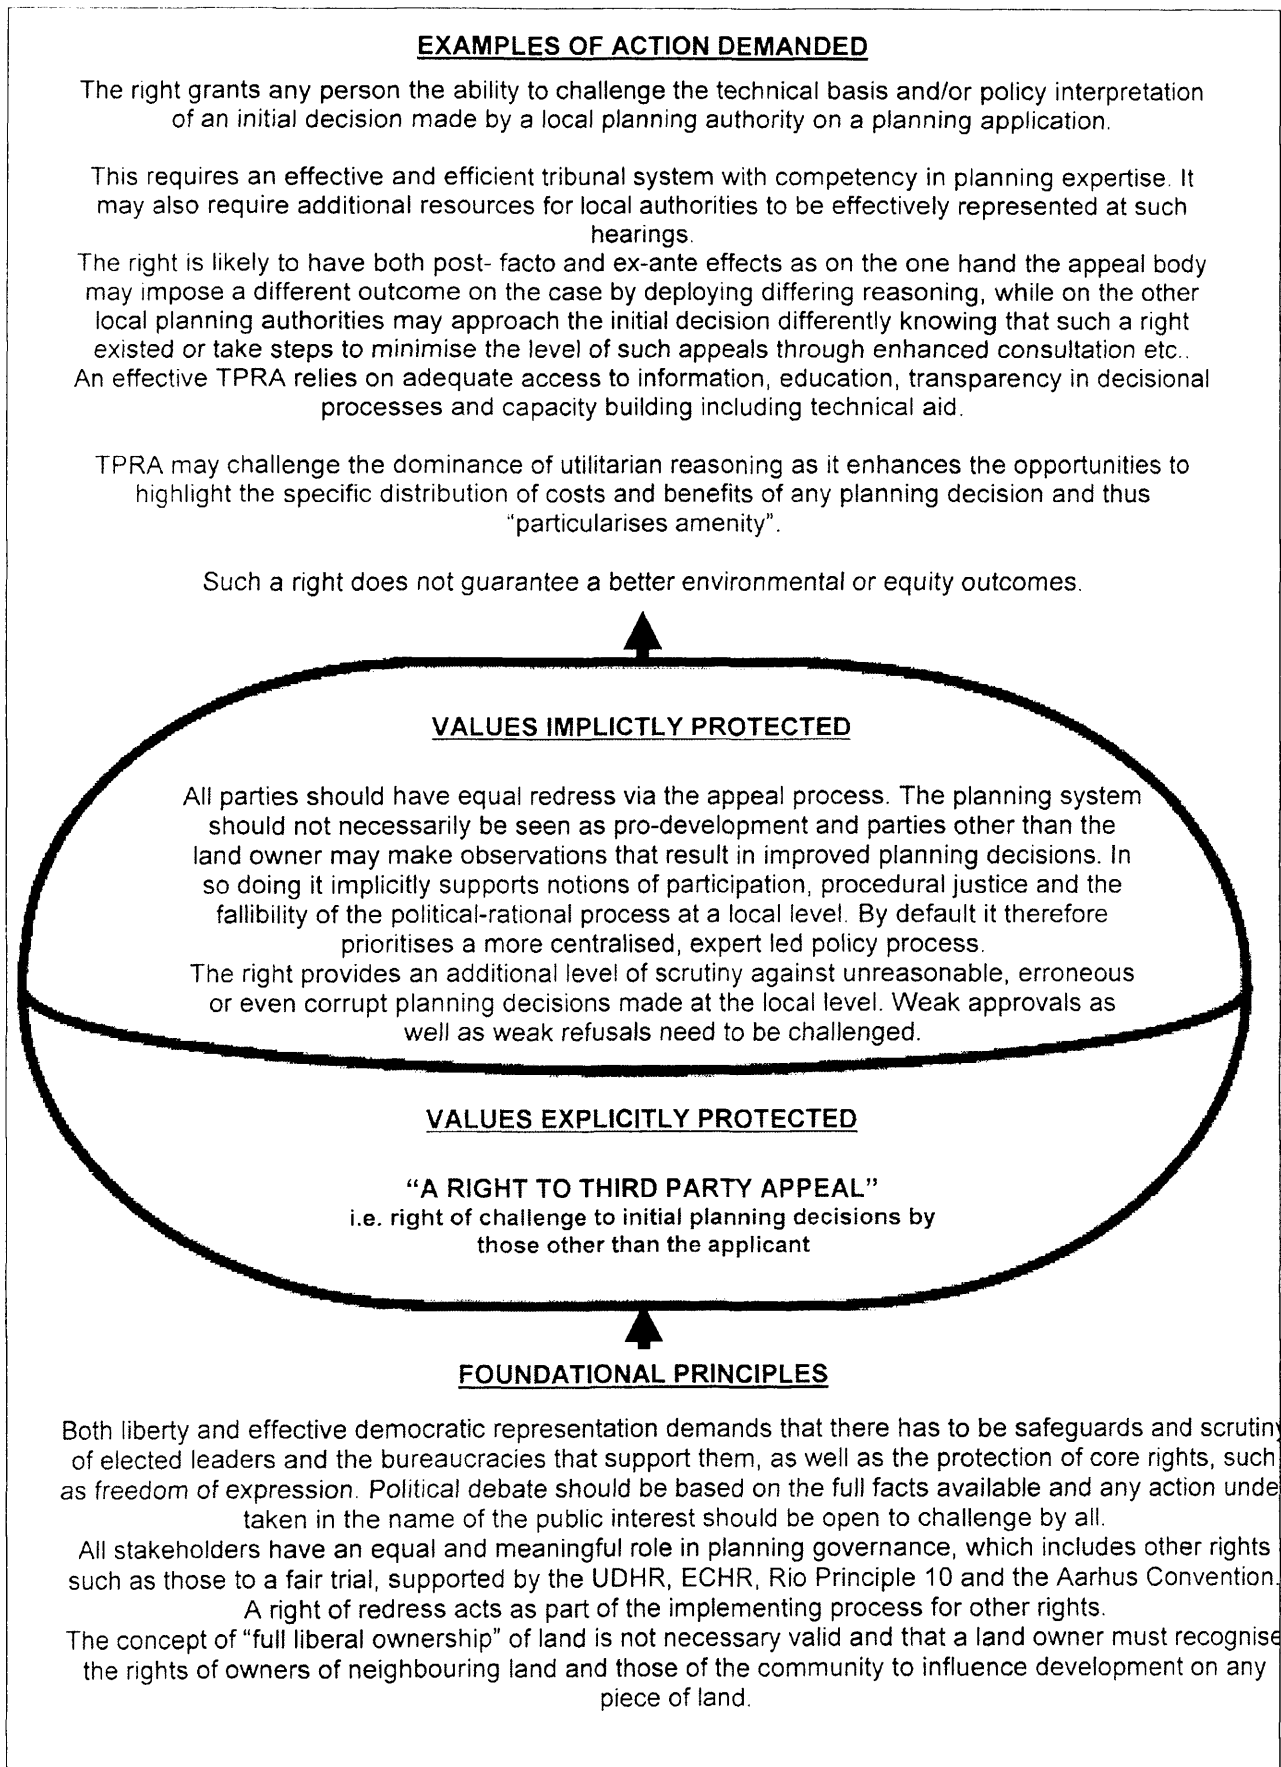 EXAMPLES OF ACTION DEMANDED
The right grants any person the ability to challenge the technical basis and/or policy interpretation
of an initial decision made by a local planning authority on a planning application.
This requires an effective and efficient tribunal system with competency in planning expertise. It
may also require additional resources for local authorities to be effectively represented at such
hearings.
The right is likely to have both post- facto and ex-ante effects as on the one hand the appeal body
may impose a different outcome on the case by deploying differing reasoning, while on the other
local planning authorities may approach the initial decision differently knowing that such a right
existed or take steps to minimise the level of such appeals through enhanced consultation etc..
An effective TPRA relies on adequate access to information, education, transparency in decisional
processes and capacity building including technical aid.
TPRA may challenge the dominance of utilitarian reasoning as it enhances the opportunities to
highlight the specific distribution of costs and benefits of any planning decision and thus
"particularises amenity".
Such a right does not guarantee a better environmental or equity outcomes.
VALUES IMPLICTLY PROTECTED
All parties should have equal redress via the appeal process. The planning system
should not necessarily be seen as pro-development and parties other than the
land owner may make observations that result in improved planning decisions. In
so doing it implicitly supports notions of participation, procedural justice and the
fallibility of the political-rational process at a local level. By default it therefore
prioritises a more centralised, expert led policy process.
The right provides an additional level of scrutiny against unreasonable, erroneous
or even corrupt planning decisions made at the local level. Weak approvals as
well as weak refusals need to be challenged.
VALUES EXPLICITLY PROTECTED
"A RIGHT TO THIRD PARTY APPEAL"
i.e. right of challenge to initial planning decisions by
those other than the applicant
FOUNDATIONAL PRINCIPLES
Both liberty and effective democratic representation demands that there has to be safeguards and scrutiny
of elected leaders and the bureaucracies that support them, as well as the protection of core rights, such
as freedom of expression. Political debate should be based on the full facts available and any action unde
taken in the name of the public interest should be open to challenge by all.
All stakeholders have an equal and meaningful role in planning governance, which includes other rights
such as those to a fair trial, supported by the UDHR, ECHR, Rio Principle 10 and the Aarhus Convention.
A right of redress acts as part of the implementing process for other rights.
The concept of "full liberal ownership" of land is not necessary valid and that a land owner must recognise
the rights of owners of neighbouring land and those of the community to influence development on any
piece of land.